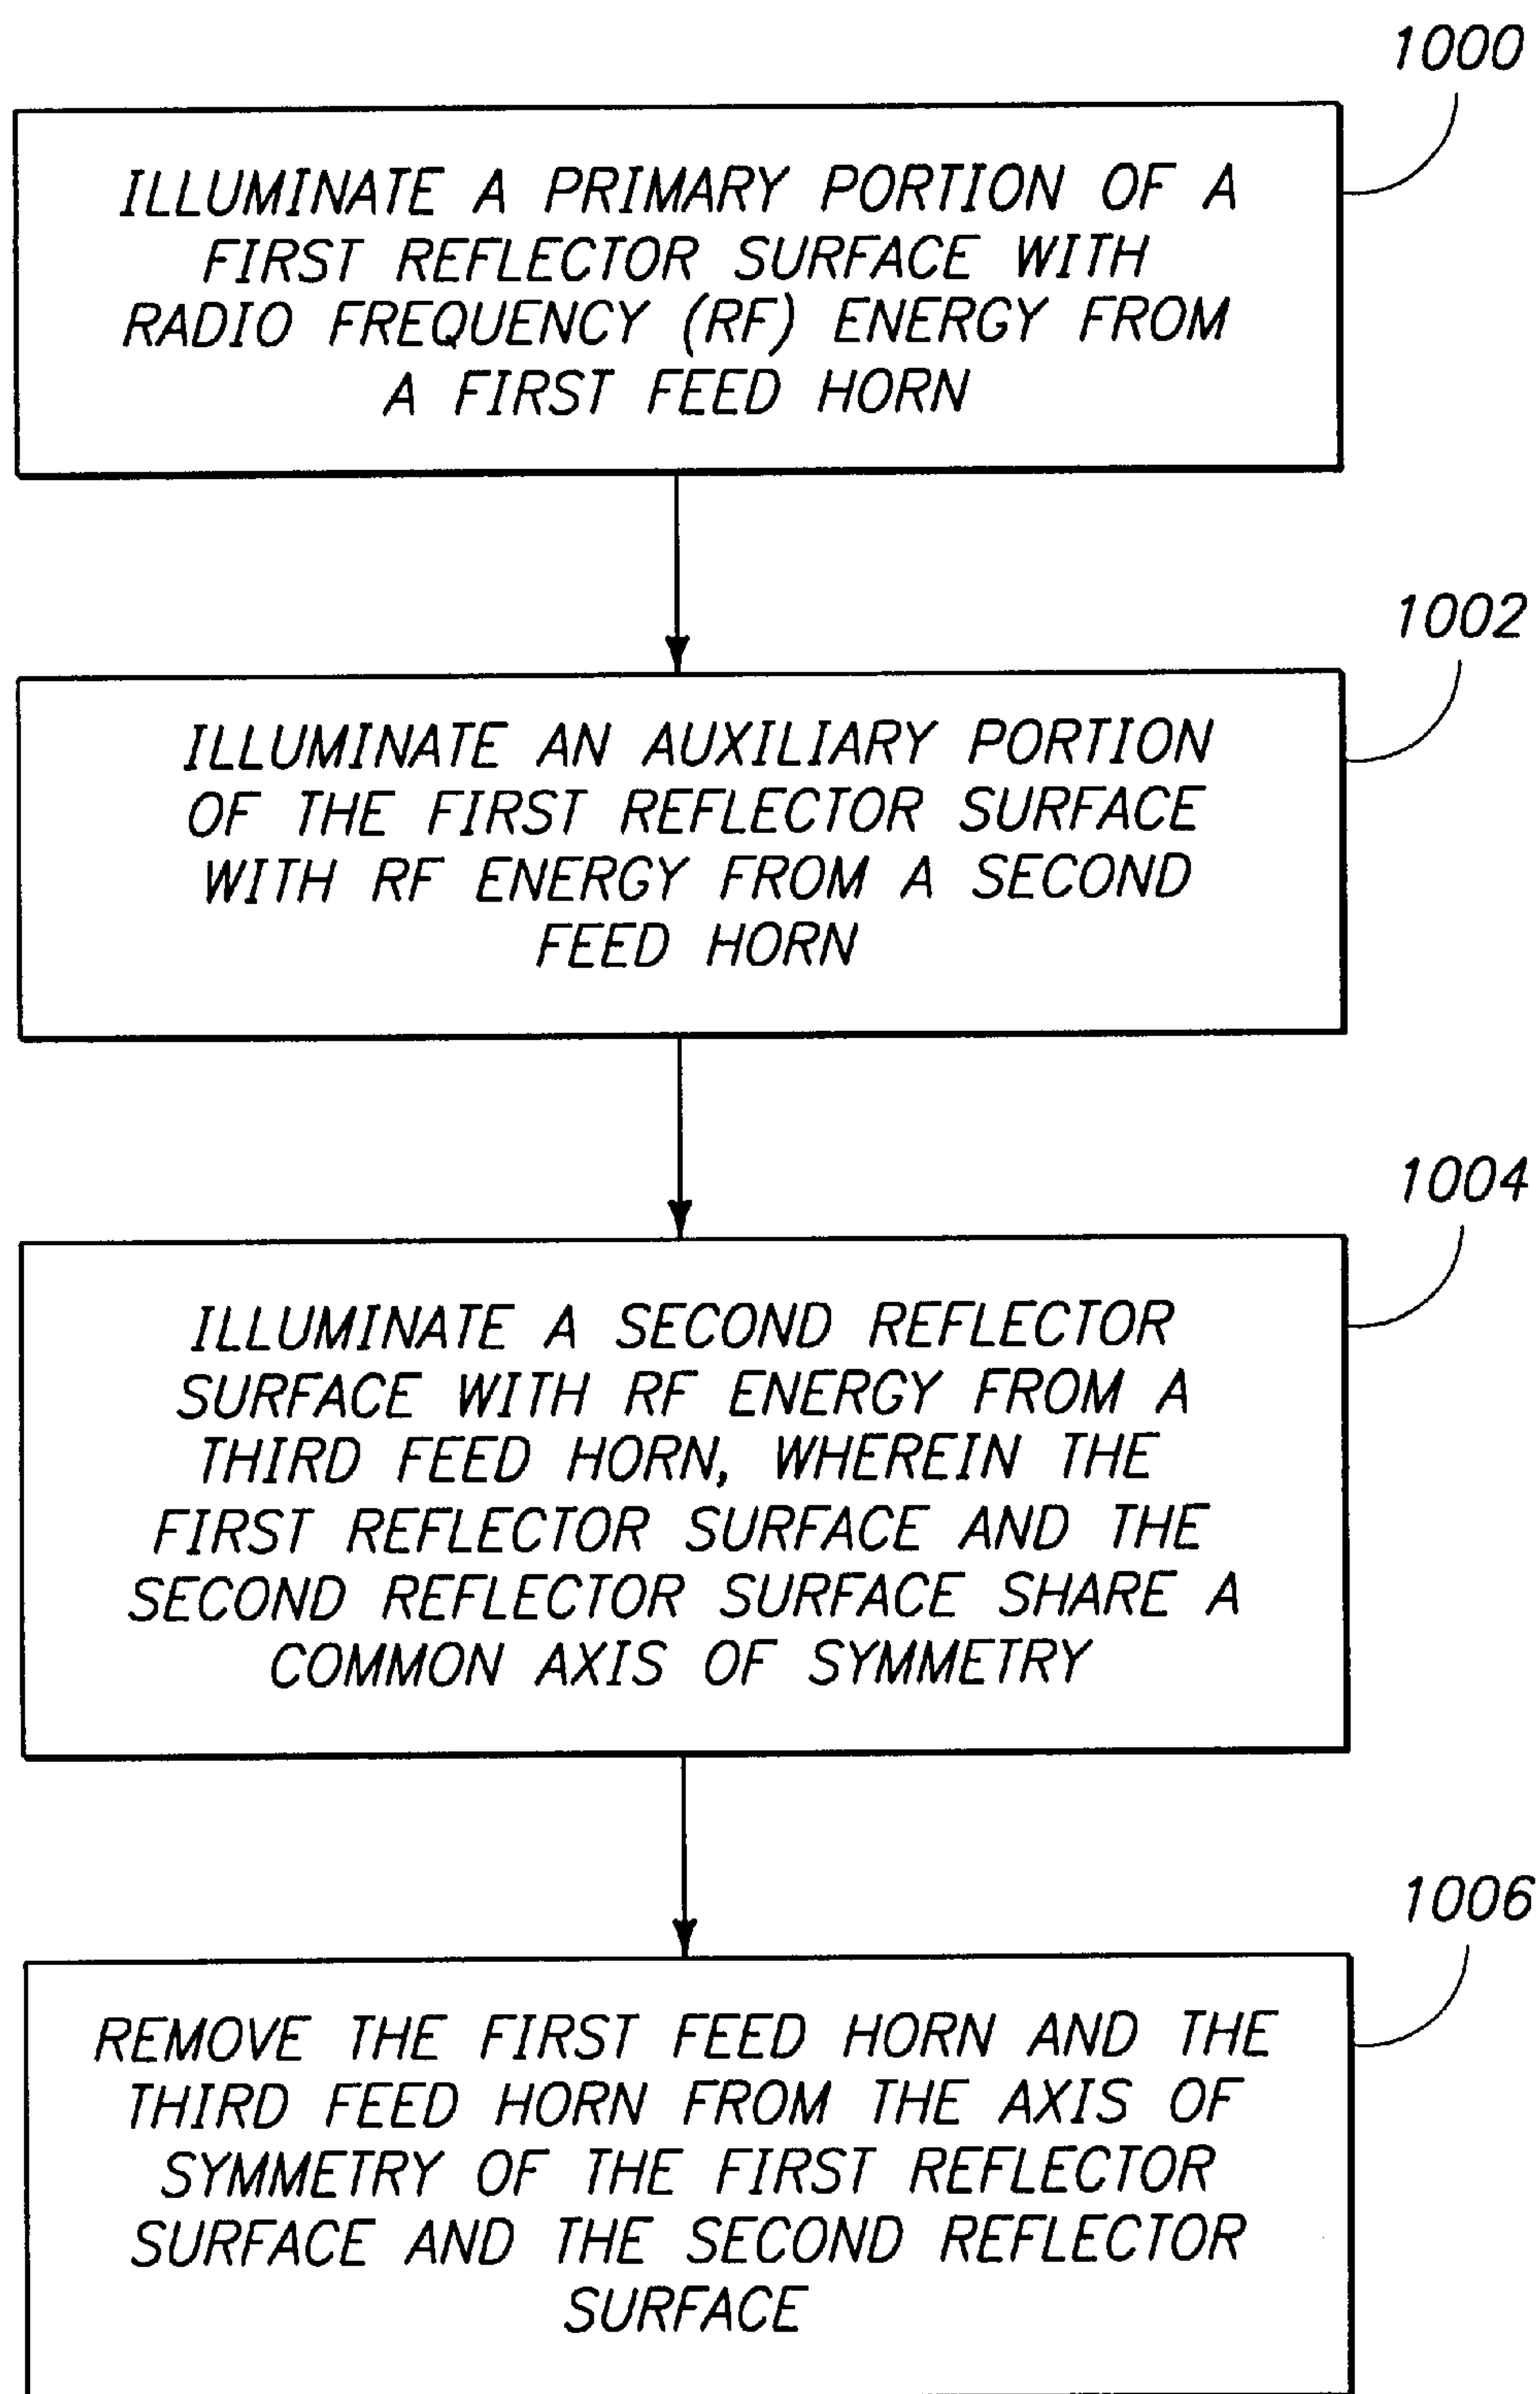 1000
ILLUMINATE A PRIMARY PORTION OF A
FIRST REFLECTOR SURFACE WITH
RADIO FREQUENCY (RF) ENERGY FROM
A FIRST FEED HORN
1002
ILLUMINATE AN AUXILIARY PORTION
OF THE FIRST REFLECTOR SURFACE
WITH RF ENERGY FROM A SECOND
FEED HORN
1004
ILLUMINATE A SECOND REFLECTOR
SURFACE WITH RF ENERGY FROM A
THIRD FEED HORN, WHEREIN THE
FIRST REFLECTOR SURFACE AND THE
SECOND REFLECTOR SURFACE SHARE A
COMMON AXIS OF SYMMETRY
1006
REMOVE THE FIRST FEED HORN AND THE
THIRD FEED HORN FROM THE AXIS OF
SYMMETRY OF THE FIRST REFLECTOR
SURFACE AND THE SECOND REFLECTOR
SURFACE